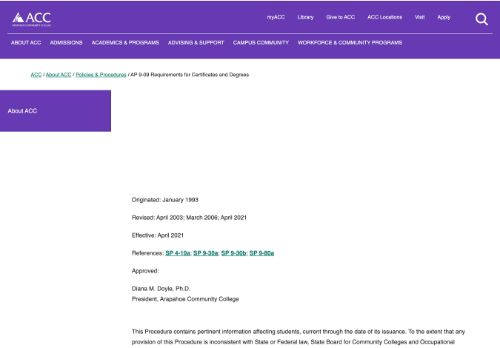 ACC
ARAPAHOE COMMUNITY COLLEGE
myACC Library Give to ACC ACC Locations Visit Apply
ABOUT ACC ADMISSIONS ACADEMICS & PROGRAMS ADVISING & SUPPORT CAMPUS COMMUNITY WORKFORCE & COMMUNITY PROGRAMS
ACC / About ACC / Policies & Procedures / AP 9-09 Requirements for Certificates and Degrees
About ACC
Originated: January 1993
Revised: April 2003; March 2006; April 2021
Effective: April 2021
References: SP 4-10a; SP 9-30a; SP 9-30b; SP 9-80a
Approved:
Diana M. Doyle, Ph.D.
President, Arapahoe Community College
This Procedure contains pertinent information affecting students, current through the date of its issuance. To the extent that any
provision of this Procedure is inconsistent with State or Federal law, State Board for Community Colleges and Occupational